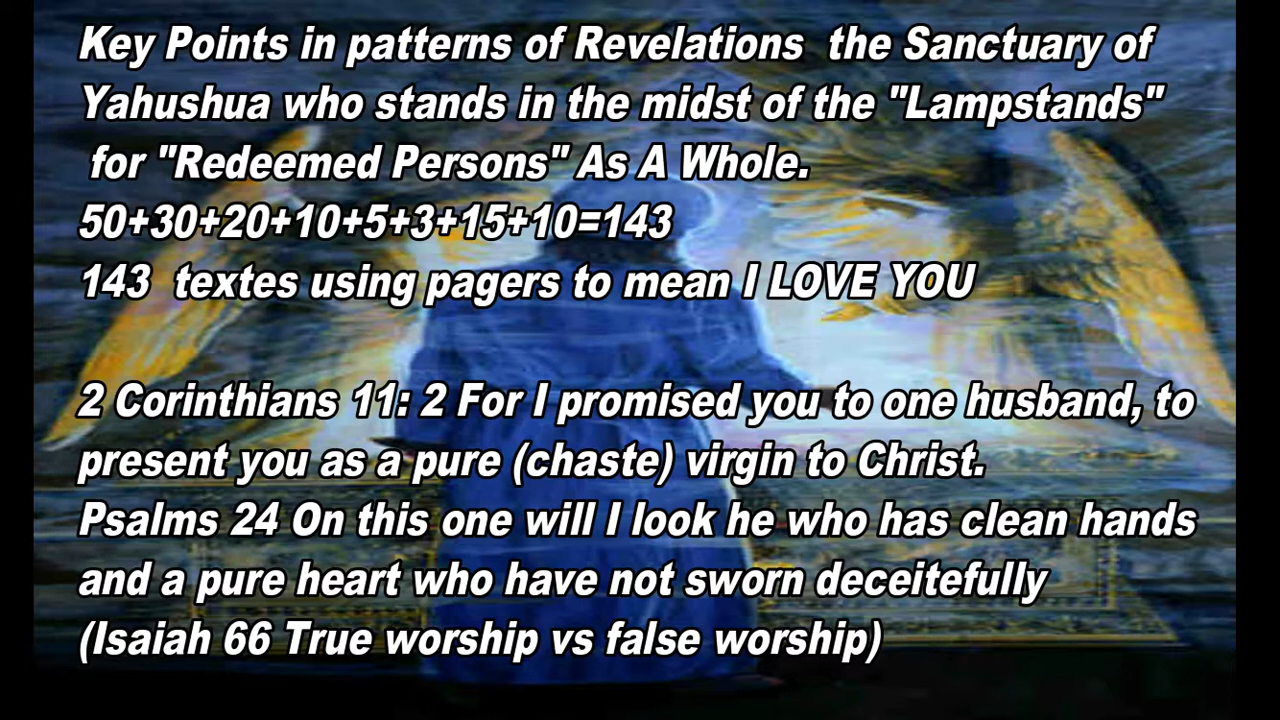 Key Points in patterns of Revelations the Sanctuary of
Yahushua who stands in the midst of the "Lampstands"
for "Redeemed Persons" As A Whole.
50+30+20+10+5+3+15+10=143
143 textes using pagers to mean I LOVE YOU
2 Corinthians 11: 2 For I promised you to one husband, to
present you as a pure (chaste) virgin to Christ.
Psalms 24 On this one will I look he who has clean hands
and a pure heart who have not sworn deceitefully
(Isaiah 66 True worship vs false worship)